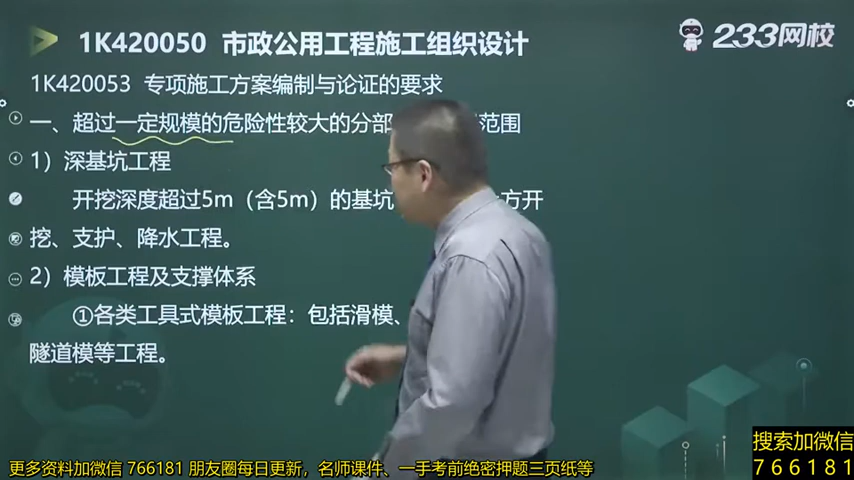 1K420050 市政公用工程施工组织设计
233网校
1K420053 专项施工方案编制与论证的要求
一、超过一定规模的危险性较大的分部 范围
1）深基坑工程
开挖深度超过5m（含5m）的基坑 方开
挖、支护、降水工程。
2）模板工程及支撑体系
①各类工具式模板工程：包括滑模、
隧道模等工程。
搜索加微信
766181
更多资料加微信 766181 朋友圈每日更新，名师课件、一手考前绝密押题三页纸等